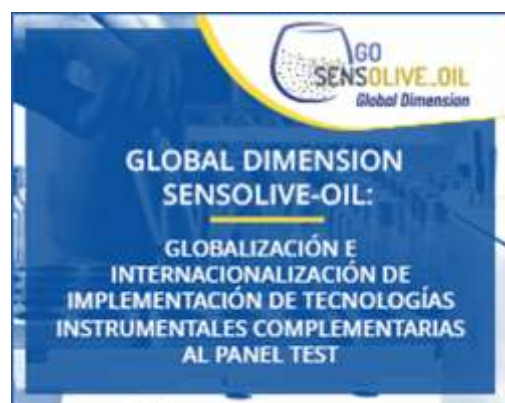 GO
SENSOLIVE_OIL
Global Dimension
GLOBAL DIMENSION
SENSOLIVE-OIL:
GLOBALIZACIÓN E
INTERNACIONALIZACIÓN DE
IMPLEMENTACIÓN DE TECNOLOGÍAS
INSTRUMENTALES COMPLEMENTARIAS
AL PANEL TEST